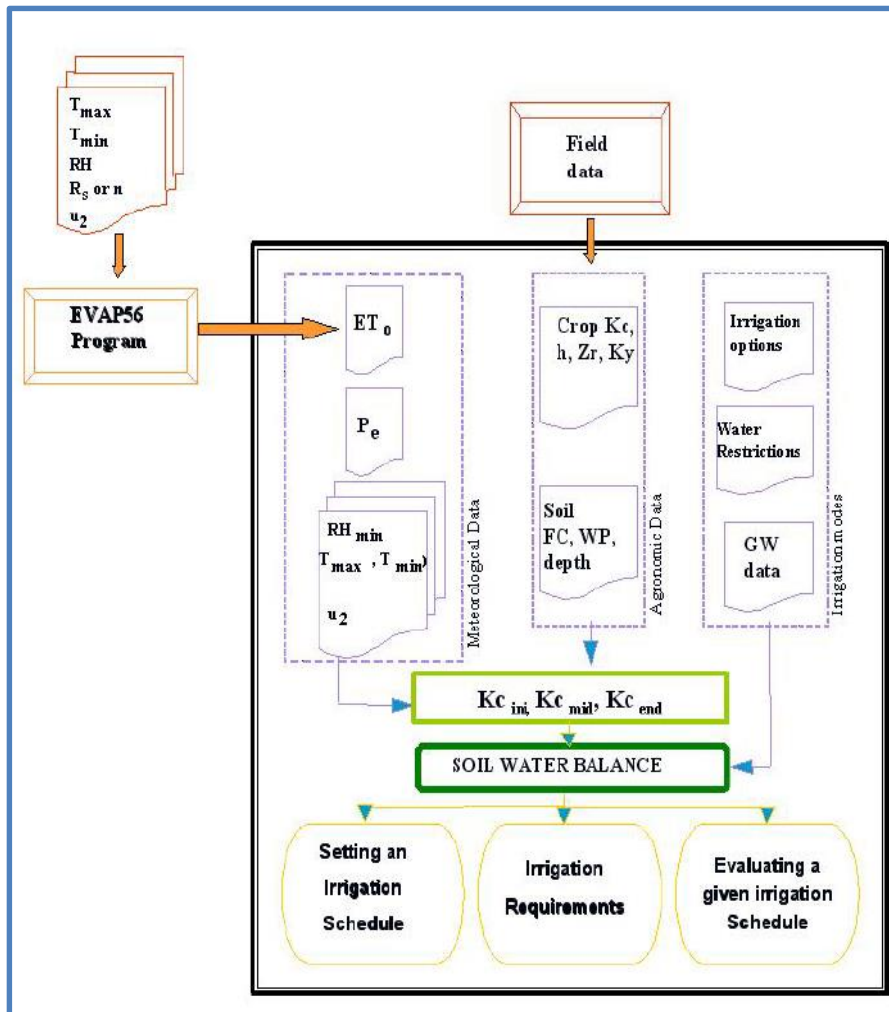 T max
T min
RH
R s or n
u 2
EVAP56
Program
Field
data
ET o
P e
RH min
T max , T min)
u 2
Meteorological Data
Crop Kc,
h, Zr, Ky
Soil
FC, WP,
depth
Agronomic Data
Irrigation
options
Water
Restrictions
GW
data
Irrigation modes
Kc ini, Kc mid, Kc end
SOIL WATER BALANCE
Setting an
Irrigation
Schedule
Irrigation
Requirements
Evaluating a
given irrigation
Schedule